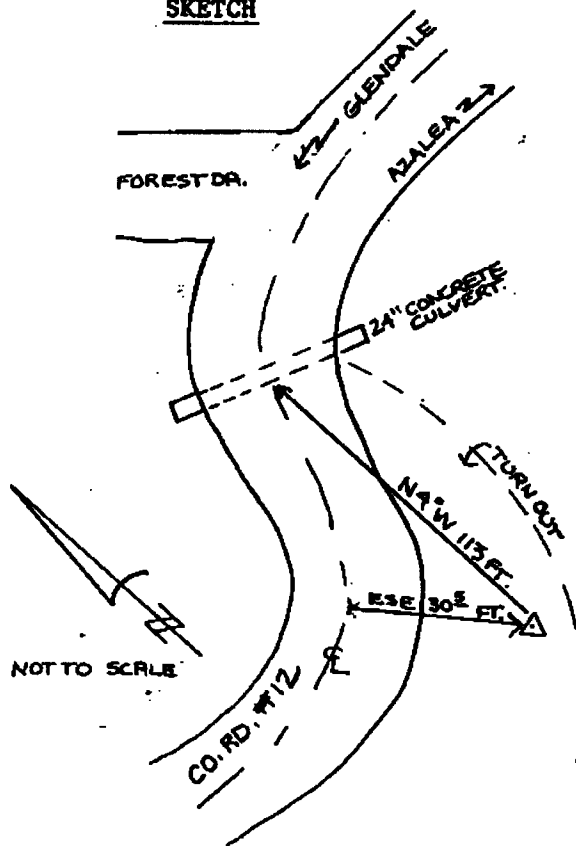 SKETCH
GLENDALE
AZALEA
FOREST DR.
24" CONCRETE
CULVERT.
TURN OUT
N4°W 113 FT.
ESE 30± FT.
NOT TO SCALE
CO. RD. #12